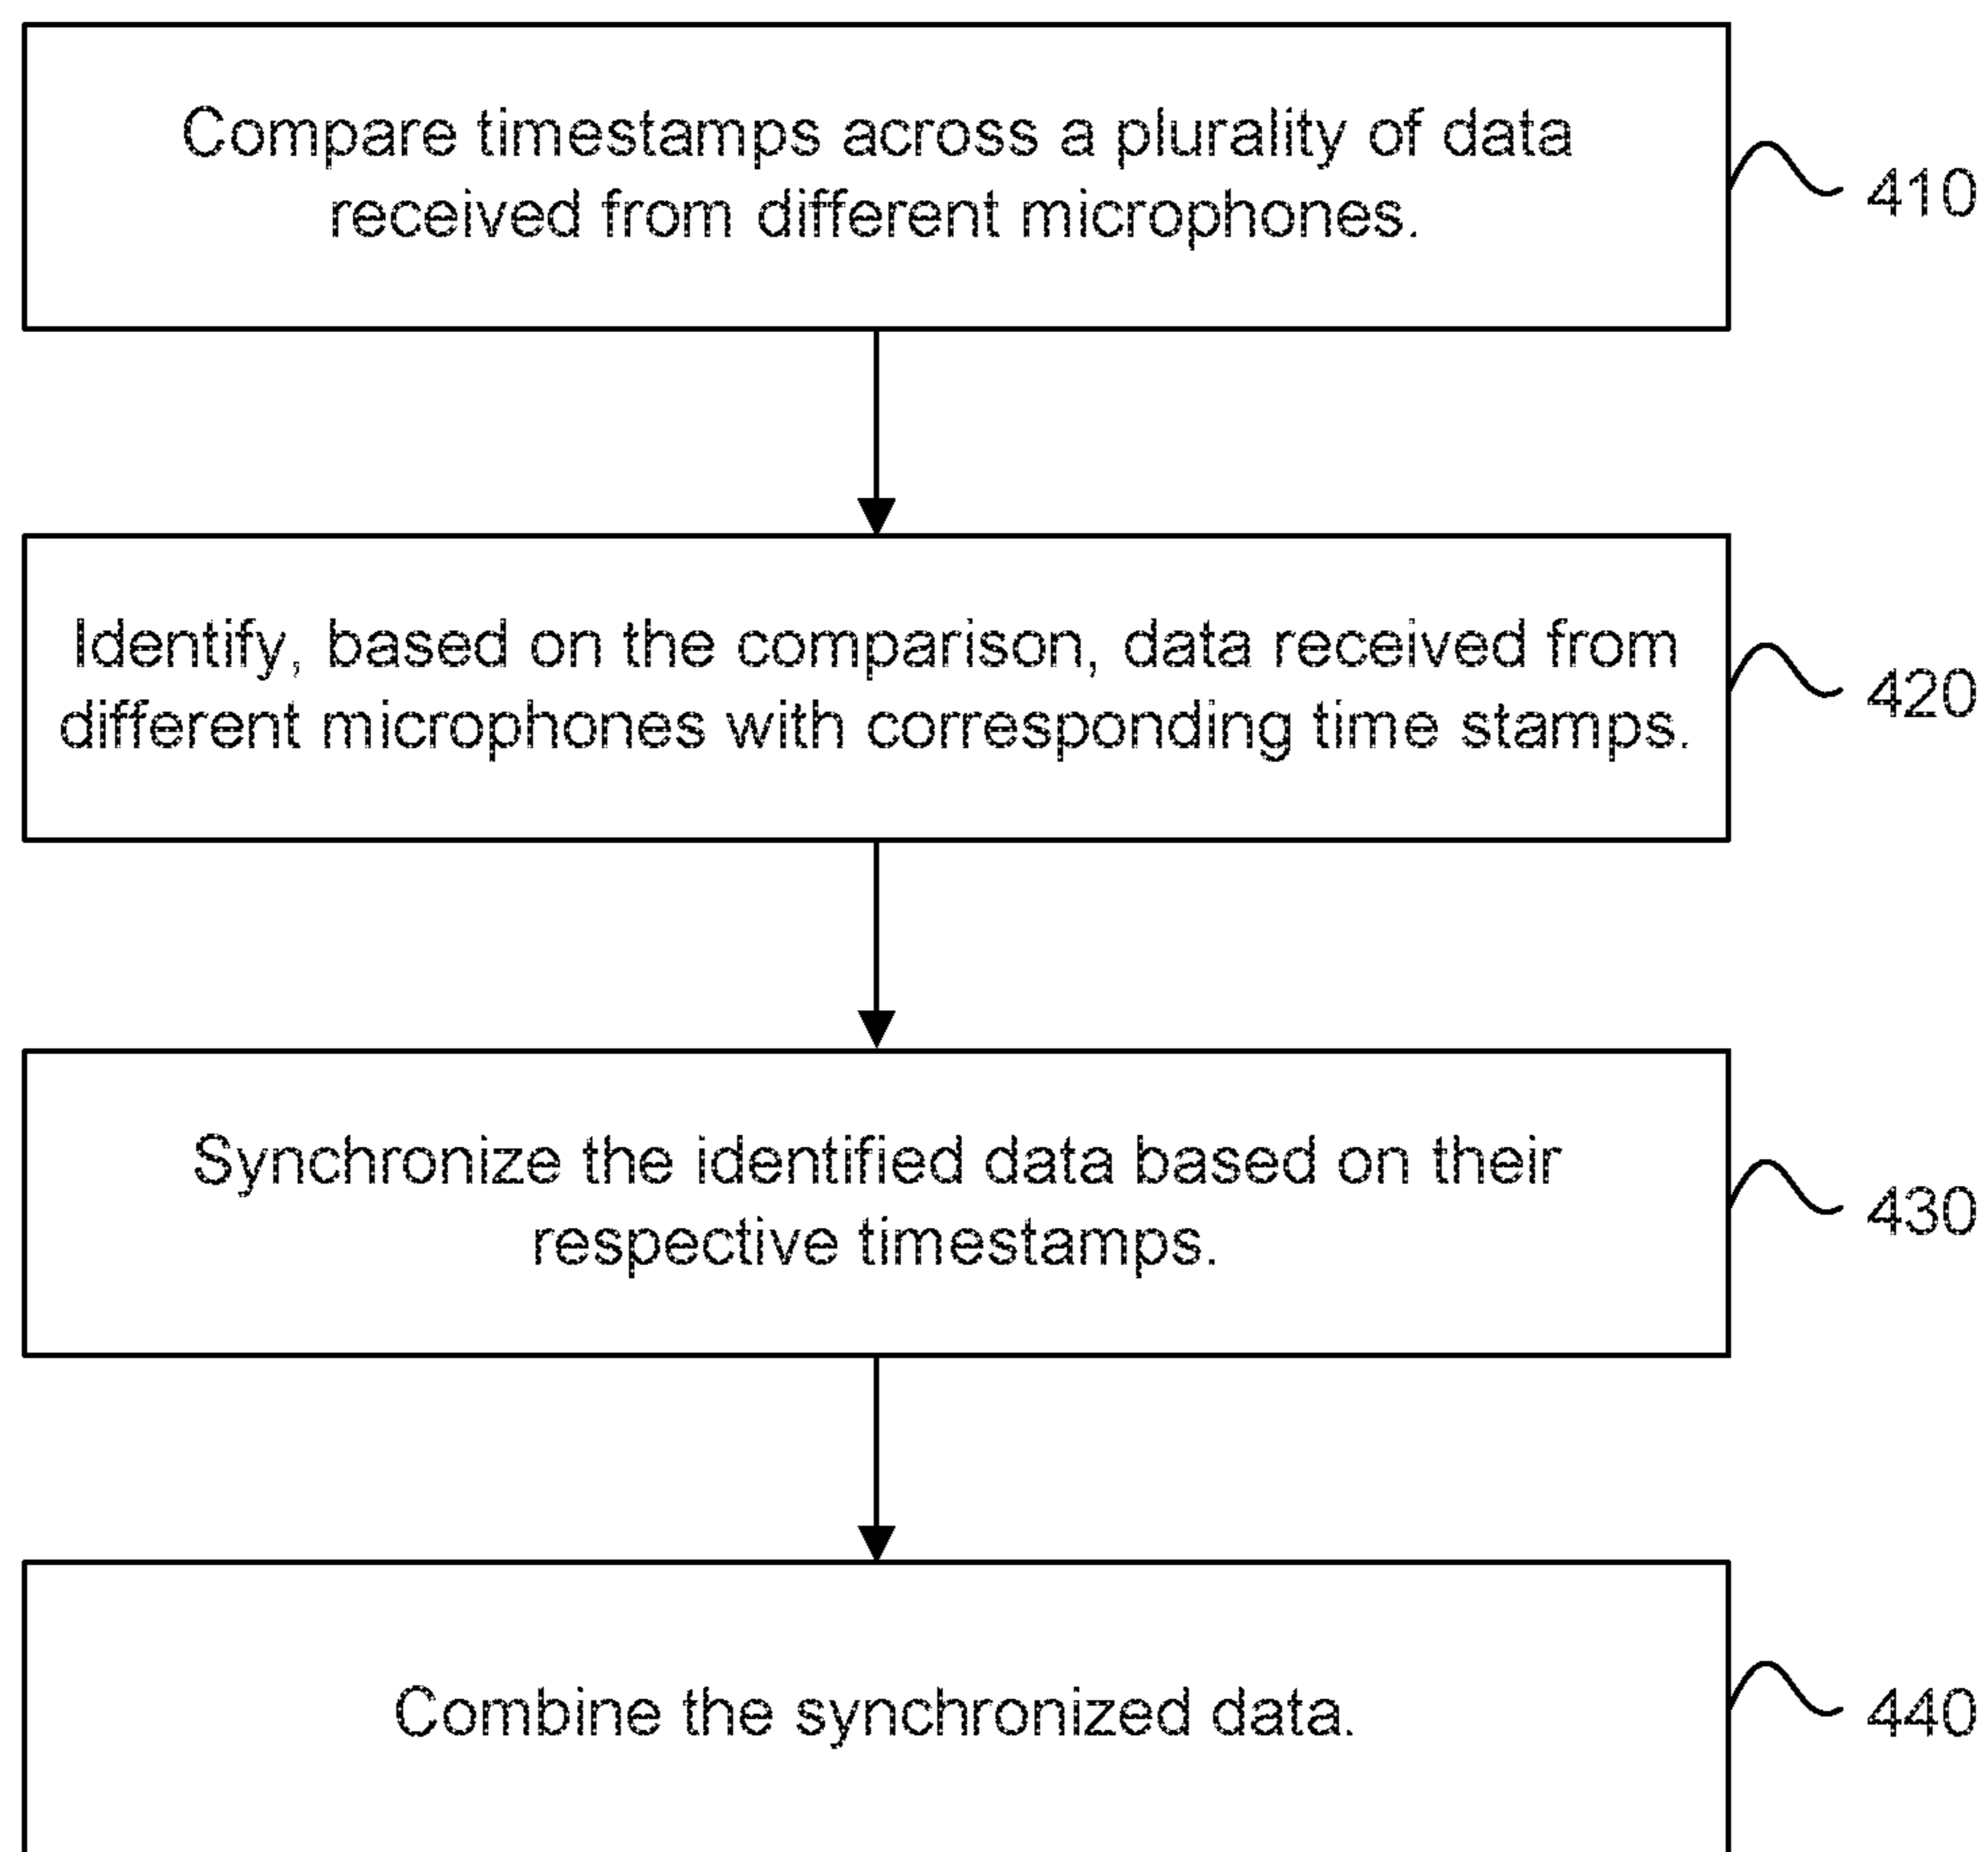 Compare timestamps across a plurality of data
received from different microphones.
410
Identify, based on the comparison, data received from
different microphones with corresponding time stamps.
420
Synchronize the identified data based on their
respective timestamps.
430
Combine the synchronized data.
440